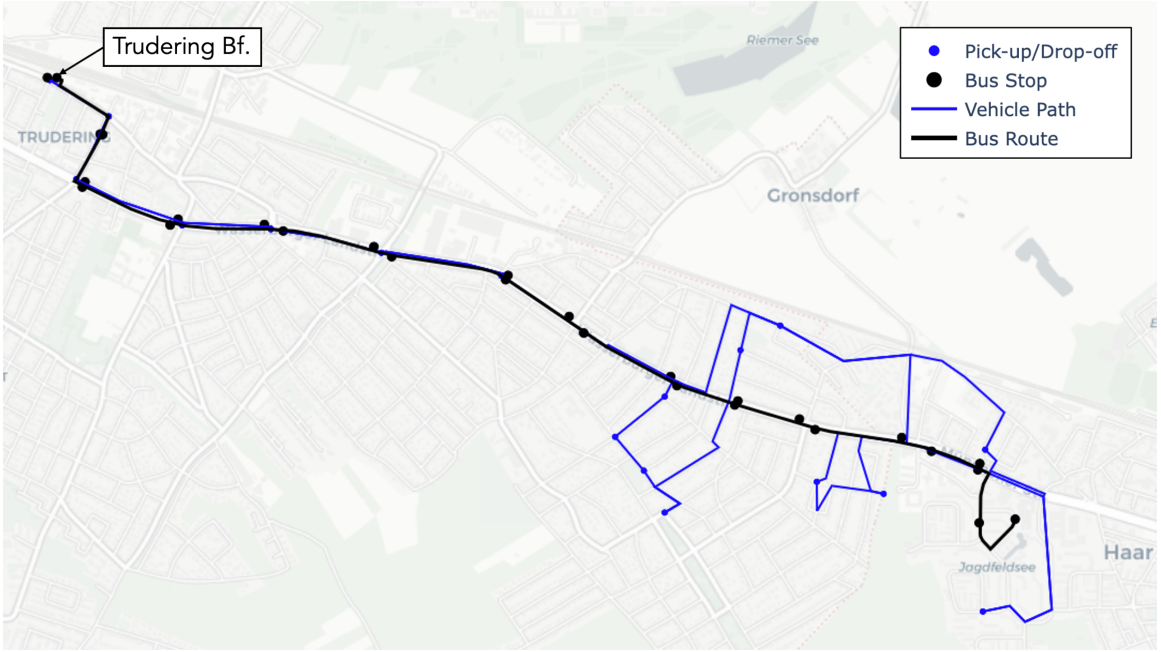 Trudering Bf.
Riemer See
Pick-up/Drop-off
Bus Stop
Vehicle Path
Bus Route
TRUDERING
Gronsdorf
Haar
Jagdfeldsee